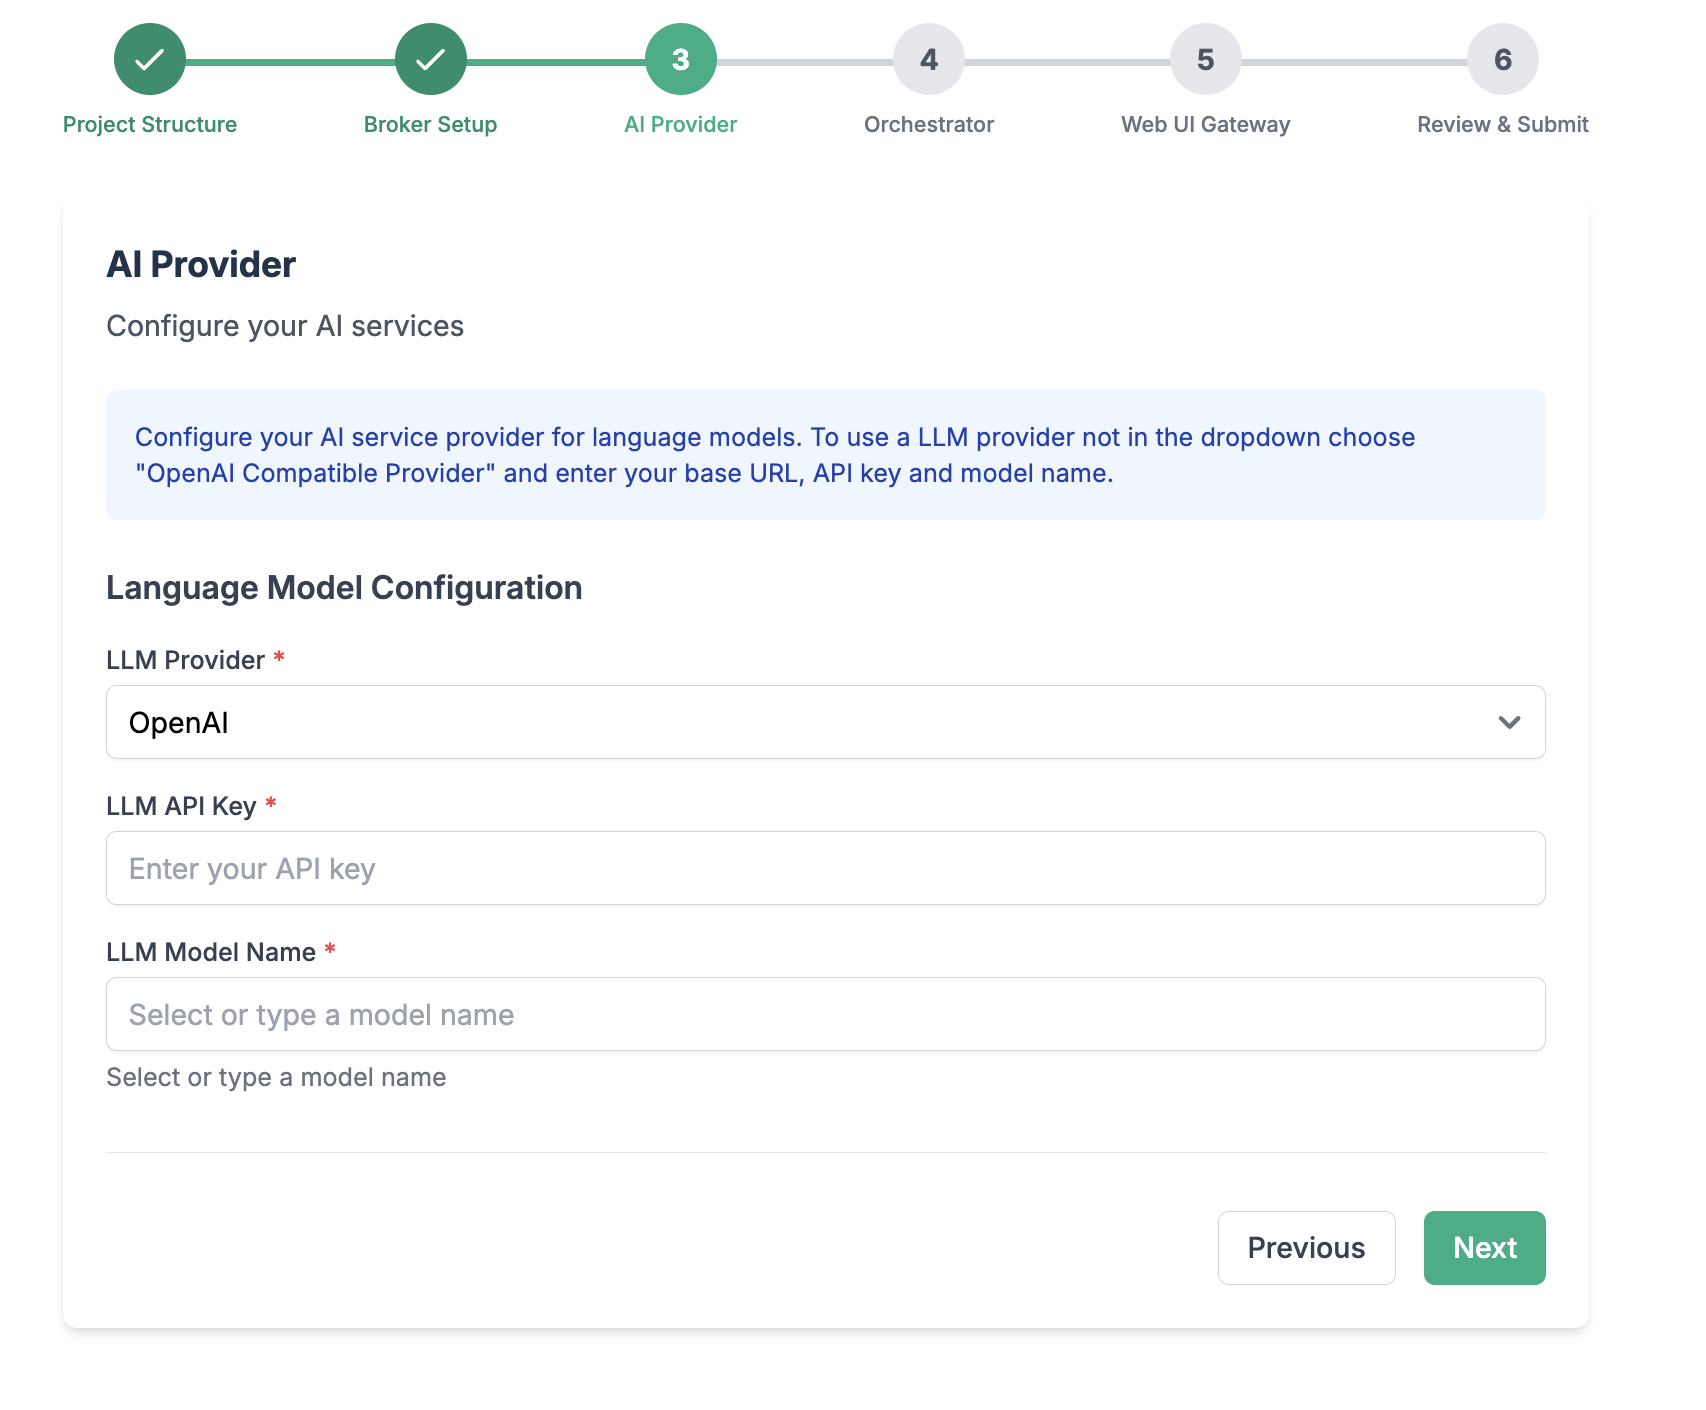 3
4
5
6
Project Structure
Broker Setup
AI Provider
Orchestrator
Web UI Gateway
Review & Submit
AI Provider
Configure your AI services
Configure your AI service provider for language models. To use a LLM provider not in the dropdown choose
"OpenAI Compatible Provider" and enter your base URL, API key and model name.
Language Model Configuration
LLM Provider *
OpenAI
LLM API Key *
Enter your API key
LLM Model Name *
Select or type a model name
Select or type a model name
Previous
Next